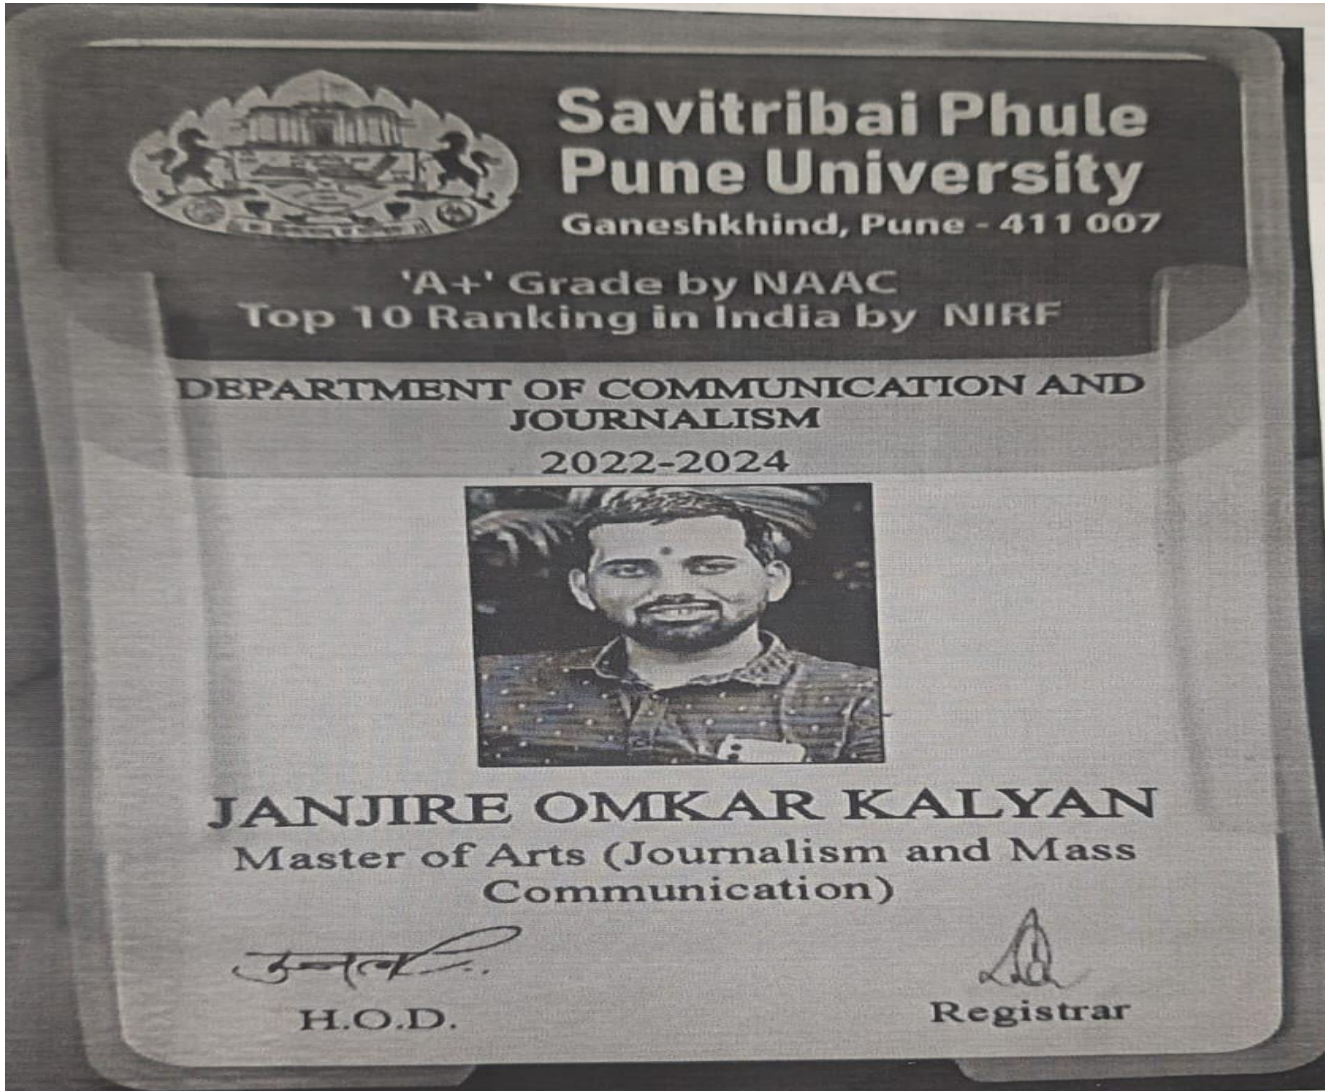 Savitribai Phule
Pune University
Ganeshkhind, Pune - 411 007
'A+' Grade by NAAC
Top 10 Ranking in India by NIRF
DEPARTMENT OF COMMUNICATION AND
JOURNALISM
2022-2024
JANJIRE OMKAR KALYAN
Master of Arts (Journalism and Mass
Communication)
H.O.D.
Registrar